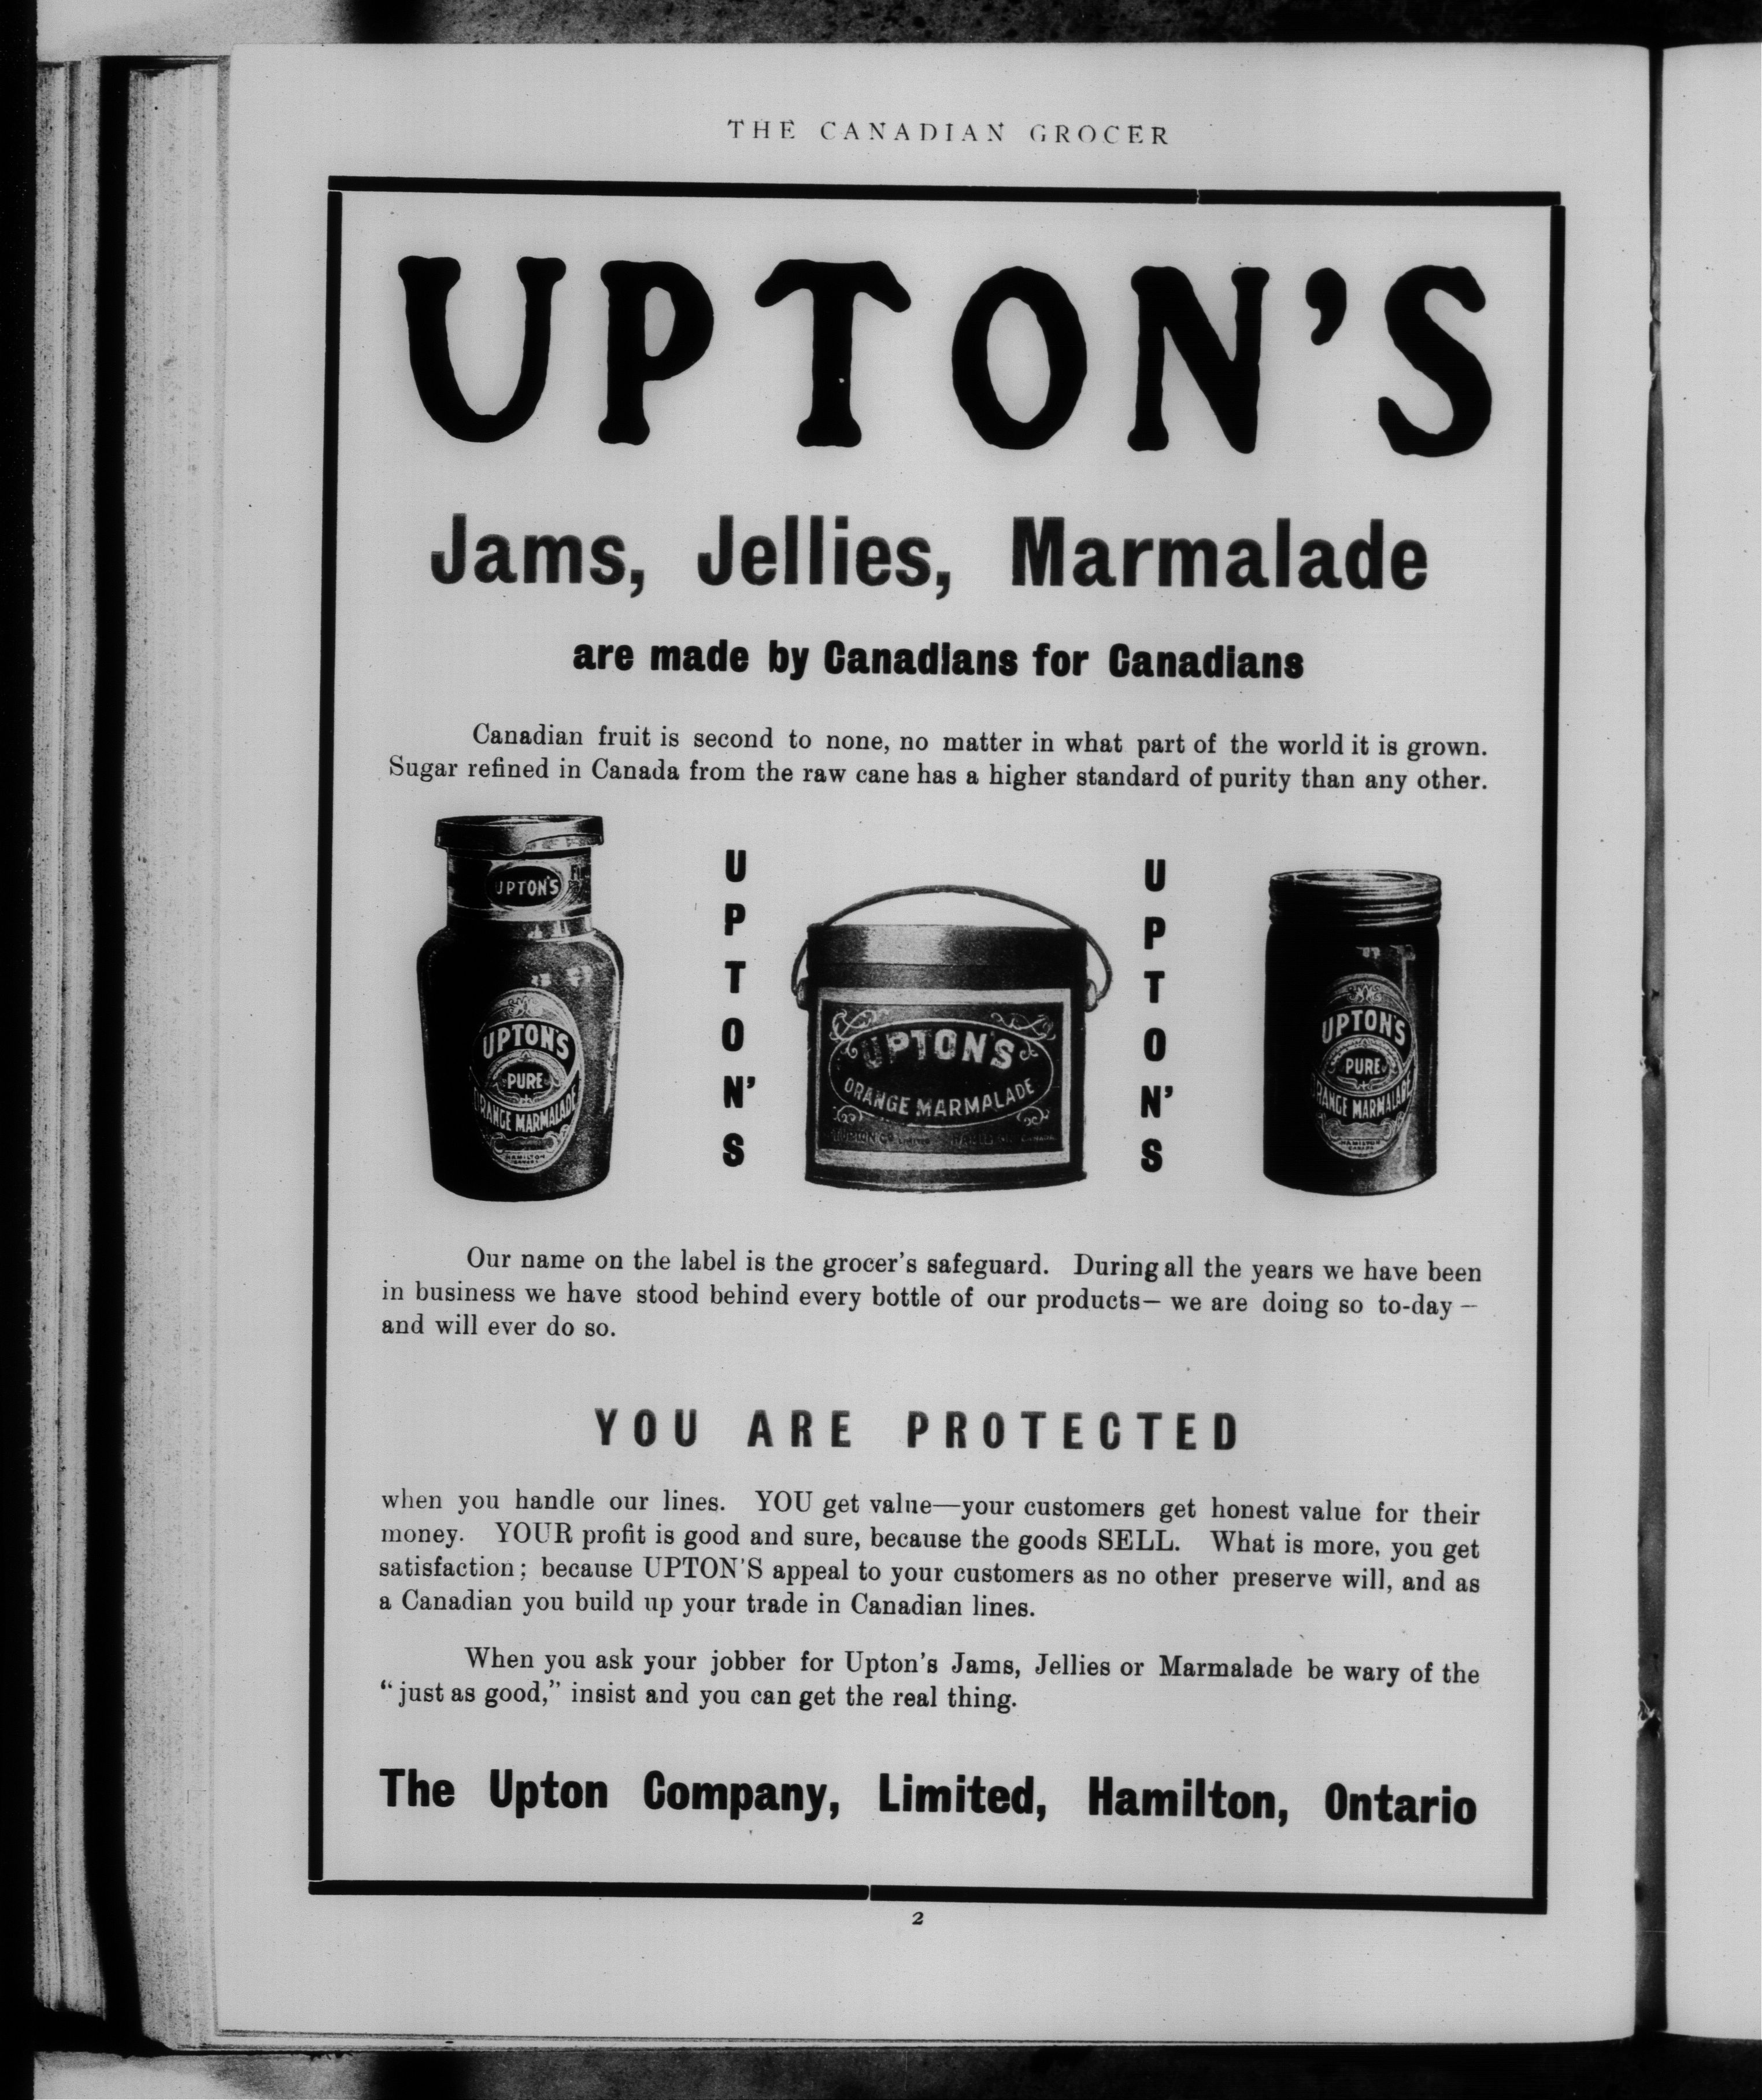 THE CANADIAN GROCER
UPTON'S
Jams, Jellies, Marmalade
are made by Canadians for Canadians
Canadian fruit is second to none, no matter in what part of the world it is grown.
Sugar refined in Canada from the raw cane has a higher standard of purity than any other.
UPTON'S
UPTON'S
PURE
ORANGE MARMALADE
HAMILTON
U
P
T
O
N'
S
UPTON'S
ORANGE MARMALADE
U
P
T
O
N'
S
UPTON'S
PURE
ORANGE MARMALADE
HAMILTON
Our name on the label is the grocer's safeguard. During all the years we have been
in business we have stood behind every bottle of our products—we are doing so to-day—
and will ever do so.
YOU ARE PROTECTED
when you handle our lines. YOU get value—your customers get honest value for their
money. YOUR profit is good and sure, because the goods SELL. What is more, you get
satisfaction; because UPTON'S appeal to your customers as no other preserve will, and as
a Canadian you build up your trade in Canadian lines.
When you ask your jobber for Upton's Jams, Jellies or Marmalade be wary of the
"just as good," insist and you can get the real thing.
The Upton Company, Limited, Hamilton, Ontario
2